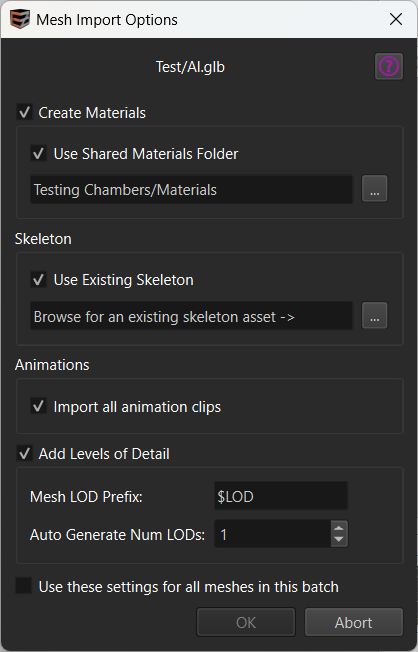 Mesh Import Options
Test/AI.glb
?
Create Materials
Use Shared Materials Folder
Testing Chambers/Materials
...
Skeleton
Use Existing Skeleton
Browse for an existing skeleton asset ->
...
Animations
Import all animation clips
Add Levels of Detail
Mesh LOD Prefix: $LOD
Auto Generate Num LODs: 1
Use these settings for all meshes in this batch
OK Abort